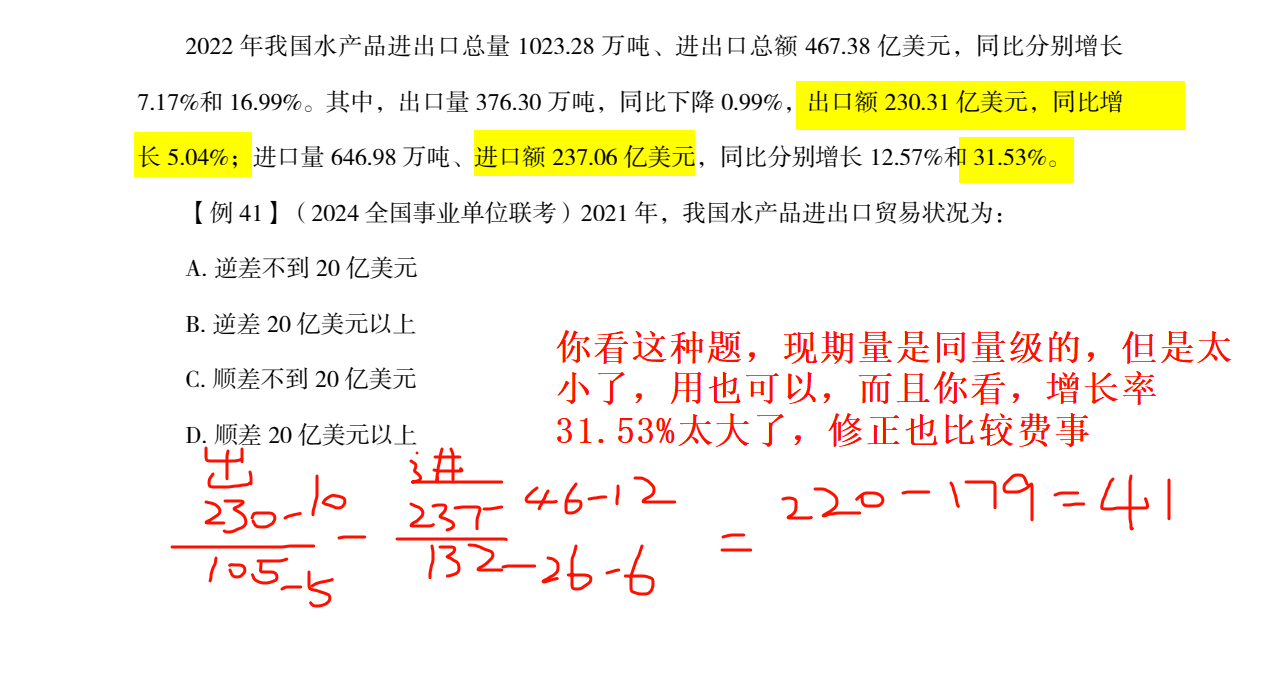 2022 年我国水产品进出口总量 1023.28 万吨、进出口总额 467.38 亿美元，同比分别增长
7.17%和 16.99%。其中，出口量 376.30 万吨，同比下降 0.99%，出口额 230.31 亿美元，同比增
长 5.04%；进口量 646.98 万吨、进口额 237.06 亿美元，同比分别增长 12.57%和 31.53%。
【例 41】（2024 全国事业单位联考）2021 年，我国水产品进出口贸易状况为：
A. 逆差不到 20 亿美元
B. 逆差 20 亿美元以上
C. 顺差不到 20 亿美元
D. 顺差 20 亿美元以上
你看这种题，现期量是同量级的，但是太
小了，用也可以，而且你看，增长率
31.53%太大了，修正也比较费事
出 进
230-10 237 46-12 220-179=41
- =
105-5 132-26-6